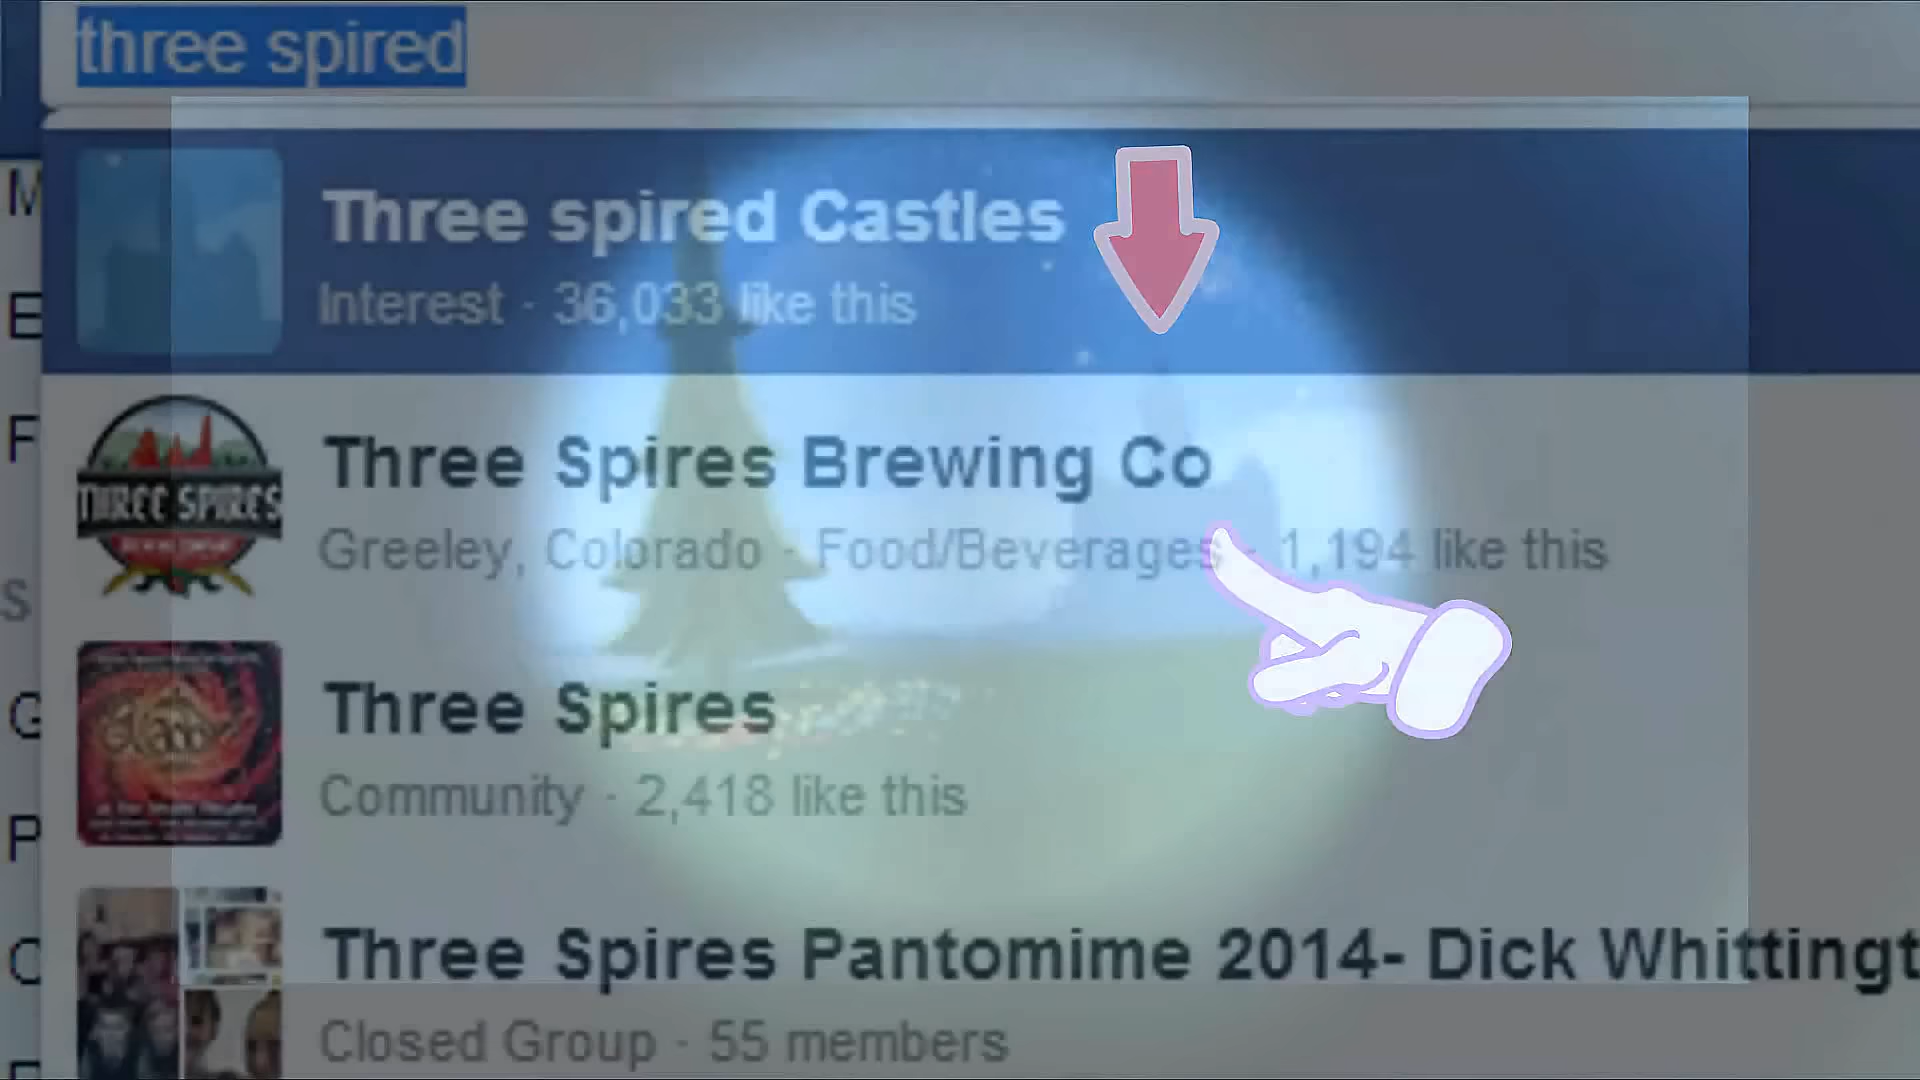 three spired
Three spired Castles
Interest · 36,033 like this
THREE SPIRES
Three Spires Brewing Co
Greeley, Colorado · Food/Beverages · 1,194 like this
Three Spires
Community · 2,418 like this
Three Spires Pantomime 2014- Dick Whittingt
Closed Group · 55 members
M
E
F
S
G
P